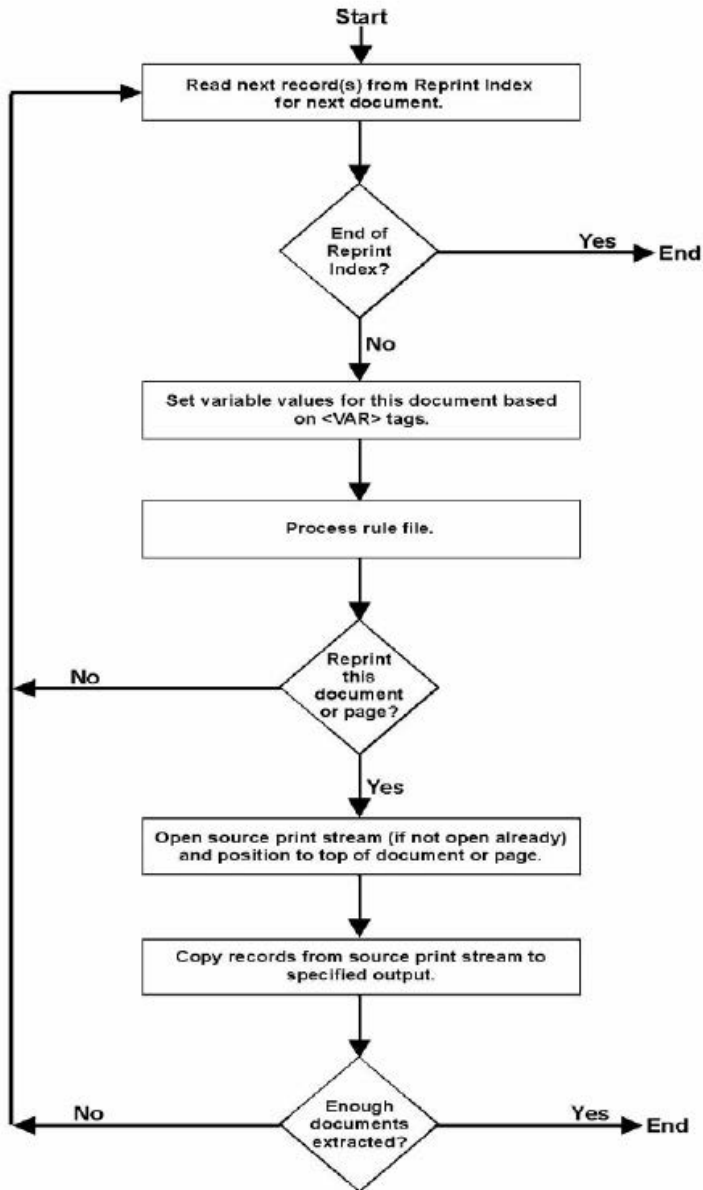 Start
Read next record(s) from Reprint Index
for next document.
End of
Reprint
Index?
Yes
End
No
Set variable values for this document based
on <VAR> tags.
Process rule file.
Reprint
this
document
or page?
No
Yes
Open source print stream (if not open already)
and position to top of document or page.
Copy records from source print stream to
specified output.
Enough
documents
extracted?
No
Yes
End